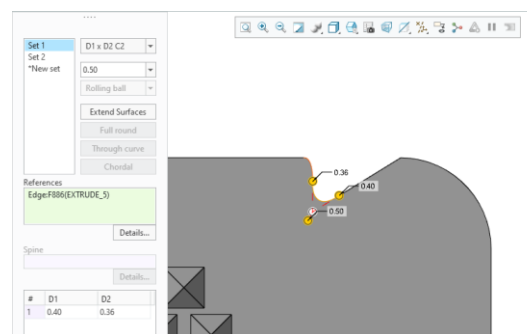 Set 1
Set 2
*New set
D1 x D2 C2
0.50
Rolling ball
Extend Surfaces
Full round
Through curve
Chordal
References
Edge:F886(EXTRUDE_5)
Details...
Spine
Details...
# D1 D2
1 0.40 0.36
0.36
0.40
0.50